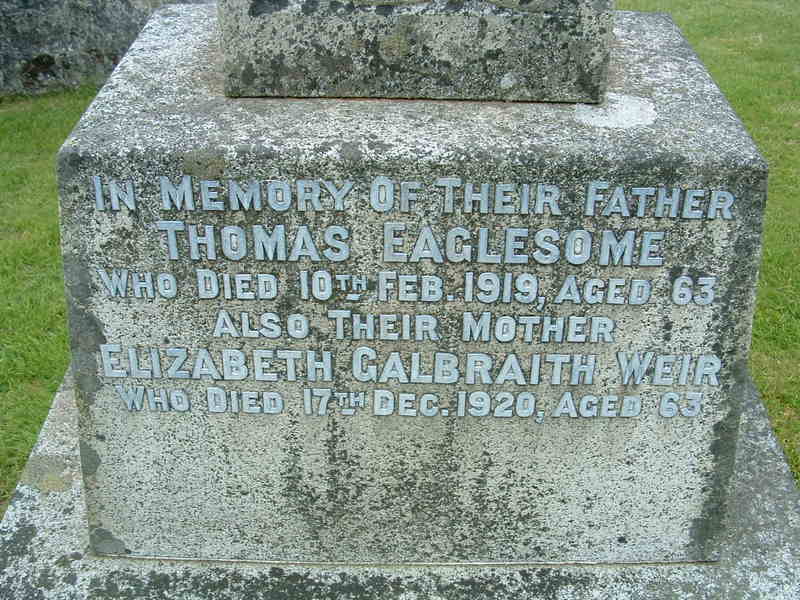 IN MEMORY OF THEIR FATHER
THOMAS EAGLESOME
WHO DIED 10TH FEB. 1919, AGED 63
ALSO THEIR MOTHER
ELIZABETH GALBRAITH WEIR
WHO DIED 17TH DEC. 1920, AGED 63